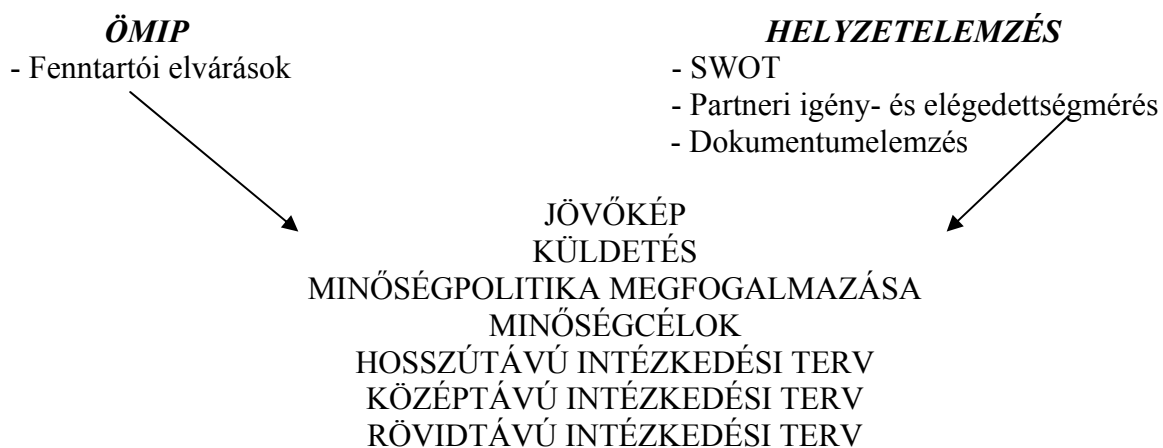 ÖMIP
- Fenntartói elvárások
HELYZETELEMZÉS
- SWOT
- Partneri igény- és elégedettségmérés
- Dokumentumelemzés
JÖVŐKÉP
KÜLDETÉS
MINŐSÉGPOLITIKA MEGFOGALMAZÁSA
MINŐSÉGCÉLOK
HOSSZÚTÁVÚ INTÉZKEDÉSI TERV
KÖZÉPTÁVÚ INTÉZKEDÉSI TERV
RÖVIDTÁVÚ INTÉZKEDÉSI TERV